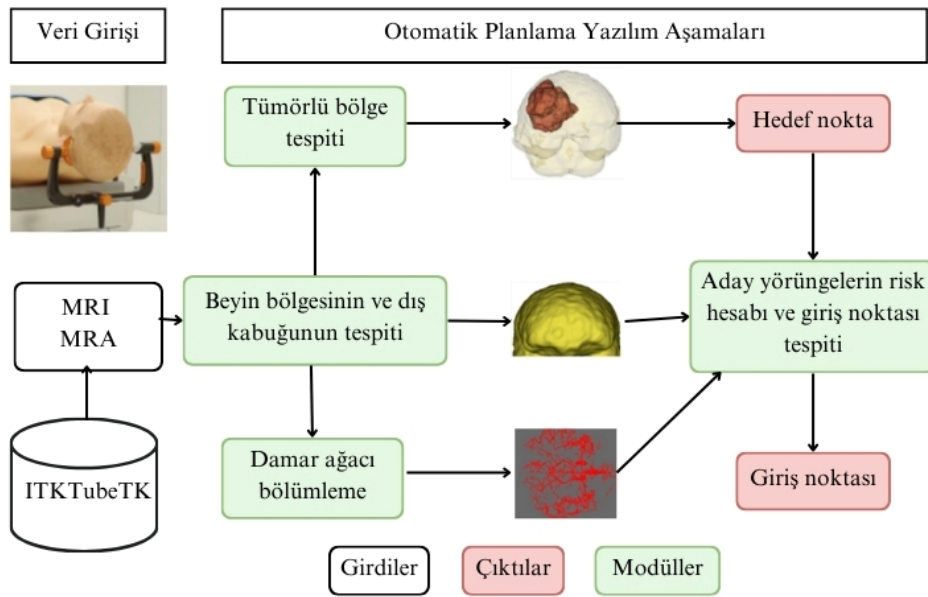 Veri Girişi
Otomatik Planlama Yazılım Aşamaları
Tümörlü bölge
tespiti
Hedef nokta
MRI
MRA
Beyin bölgesinin ve dış
kabuğunun tespiti
Aday yörüngelerin risk
hesabı ve giriş noktası
tespiti
ITKTubeTK
Damar ağacı
bölümleme
Giriş noktası
Girdiler
Çıktılar
Modüller